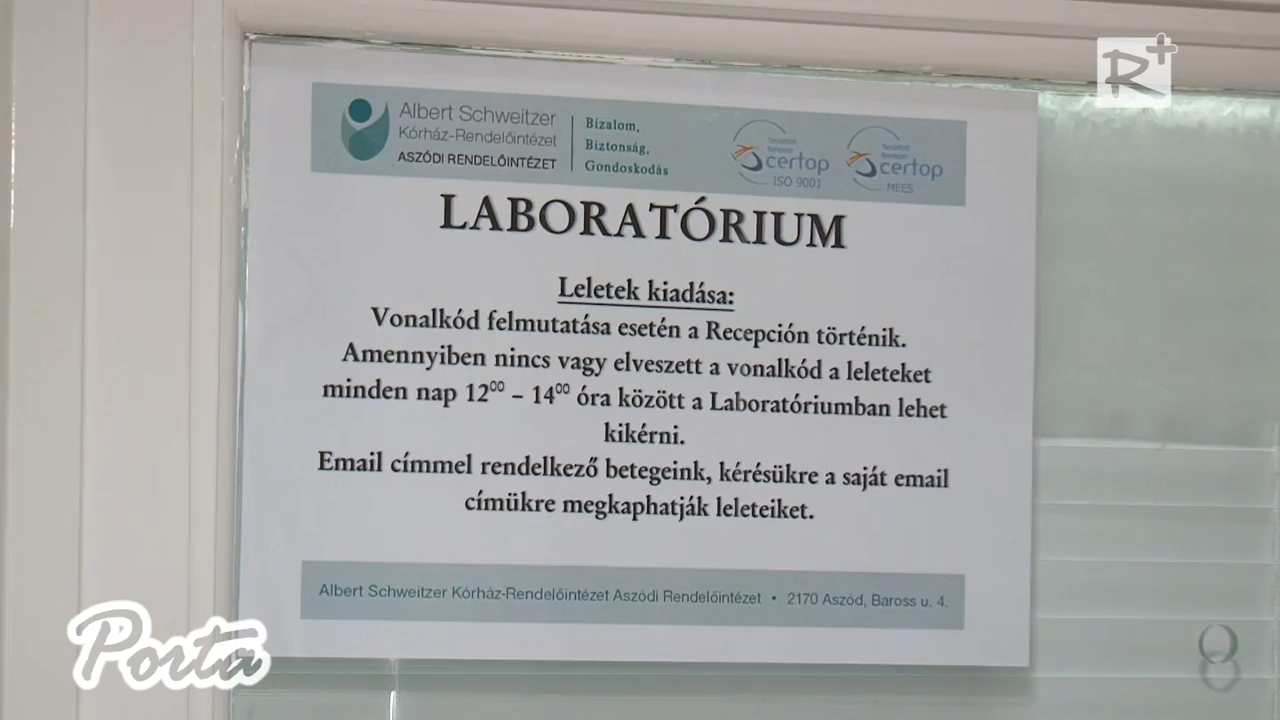 R+
Albert Schweitzer
Kórház-Rendelőintézet
ASZÓDI RENDELŐINTÉZET
Bizalom,
Biztonság,
Gondoskodás
certop
ISO 9001
certop
MEES
LABORATÓRIUM
Leletek kiadása:
Vonalkód felmutatása esetén a Recepción történik.
Amennyiben nincs vagy elveszett a vonalkód a leleteket
minden nap 12⁰⁰ – 14⁰⁰ óra között a Laboratóriumban lehet
kikérni.
Email címmel rendelkező betegeink, kérésükre a saját email
címükre megkaphatják leleteiket.
Albert Schweitzer Kórház-Rendelőintézet Aszódi Rendelőintézet • 2170 Aszód, Baross u. 4.
Porta